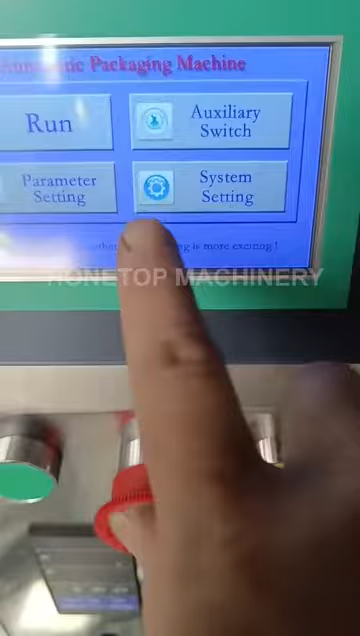 Packaging Machine
Run
Auxiliary
Switch
Parameter
Setting
System
Setting
is more exciting !
HONETOP MACHINERY